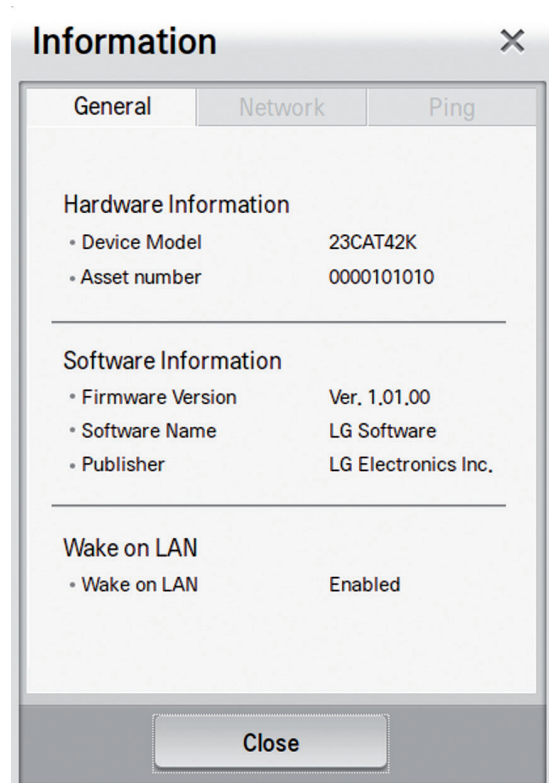 Information
General Network Ping
Hardware Information
• Device Model 23CAT42K
• Asset number 0000101010
Software Information
• Firmware Version Ver. 1.01.00
• Software Name LG Software
• Publisher LG Electronics Inc.
Wake on LAN
• Wake on LAN Enabled
Close